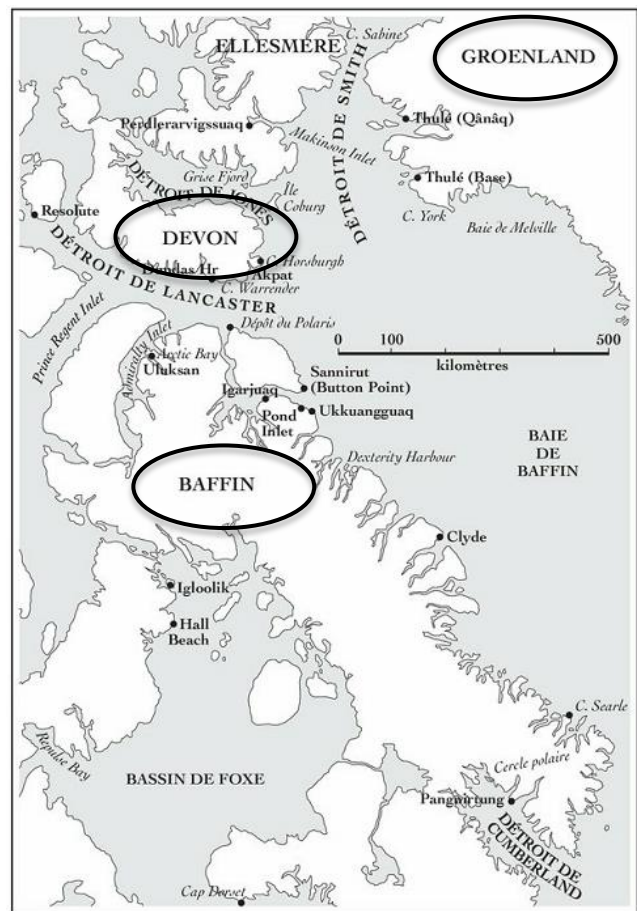 C. Sabine
ELLESMERE
GROENLAND
DÉTROIT DE SMITH
Perdlerarvigssuaq
Thulé (Qânâq)
Makinson Inlet
Grise Fjord
Thulé (Base)
DÉTROIT DE JONES
Île
Coburg
Resolute
C. York
Baie de Melville
DEVON
C. Horsburgh
Dundas Hr
Akpat
C. Warrender
DÉTROIT DE LANCASTER
Prince Regent Inlet
Dépôt du Polaris
0 100 500
kilomètres
Admiralty Inlet
Arctic Bay
Uluksan
Sannirut
(Button Point)
Igarjuaq
Pond
Inlet
Ukkuangguaq
BAIE
DE
BAFFIN
Dexterity Harbour
BAFFIN
Clyde
Igloolik
Hall
Beach
C. Searle
Repulse Bay
Cercle polaire
BASSIN DE FOXE
Pangnirtung
DÉTROIT DE
CUMBERLAND
Cap Dorset